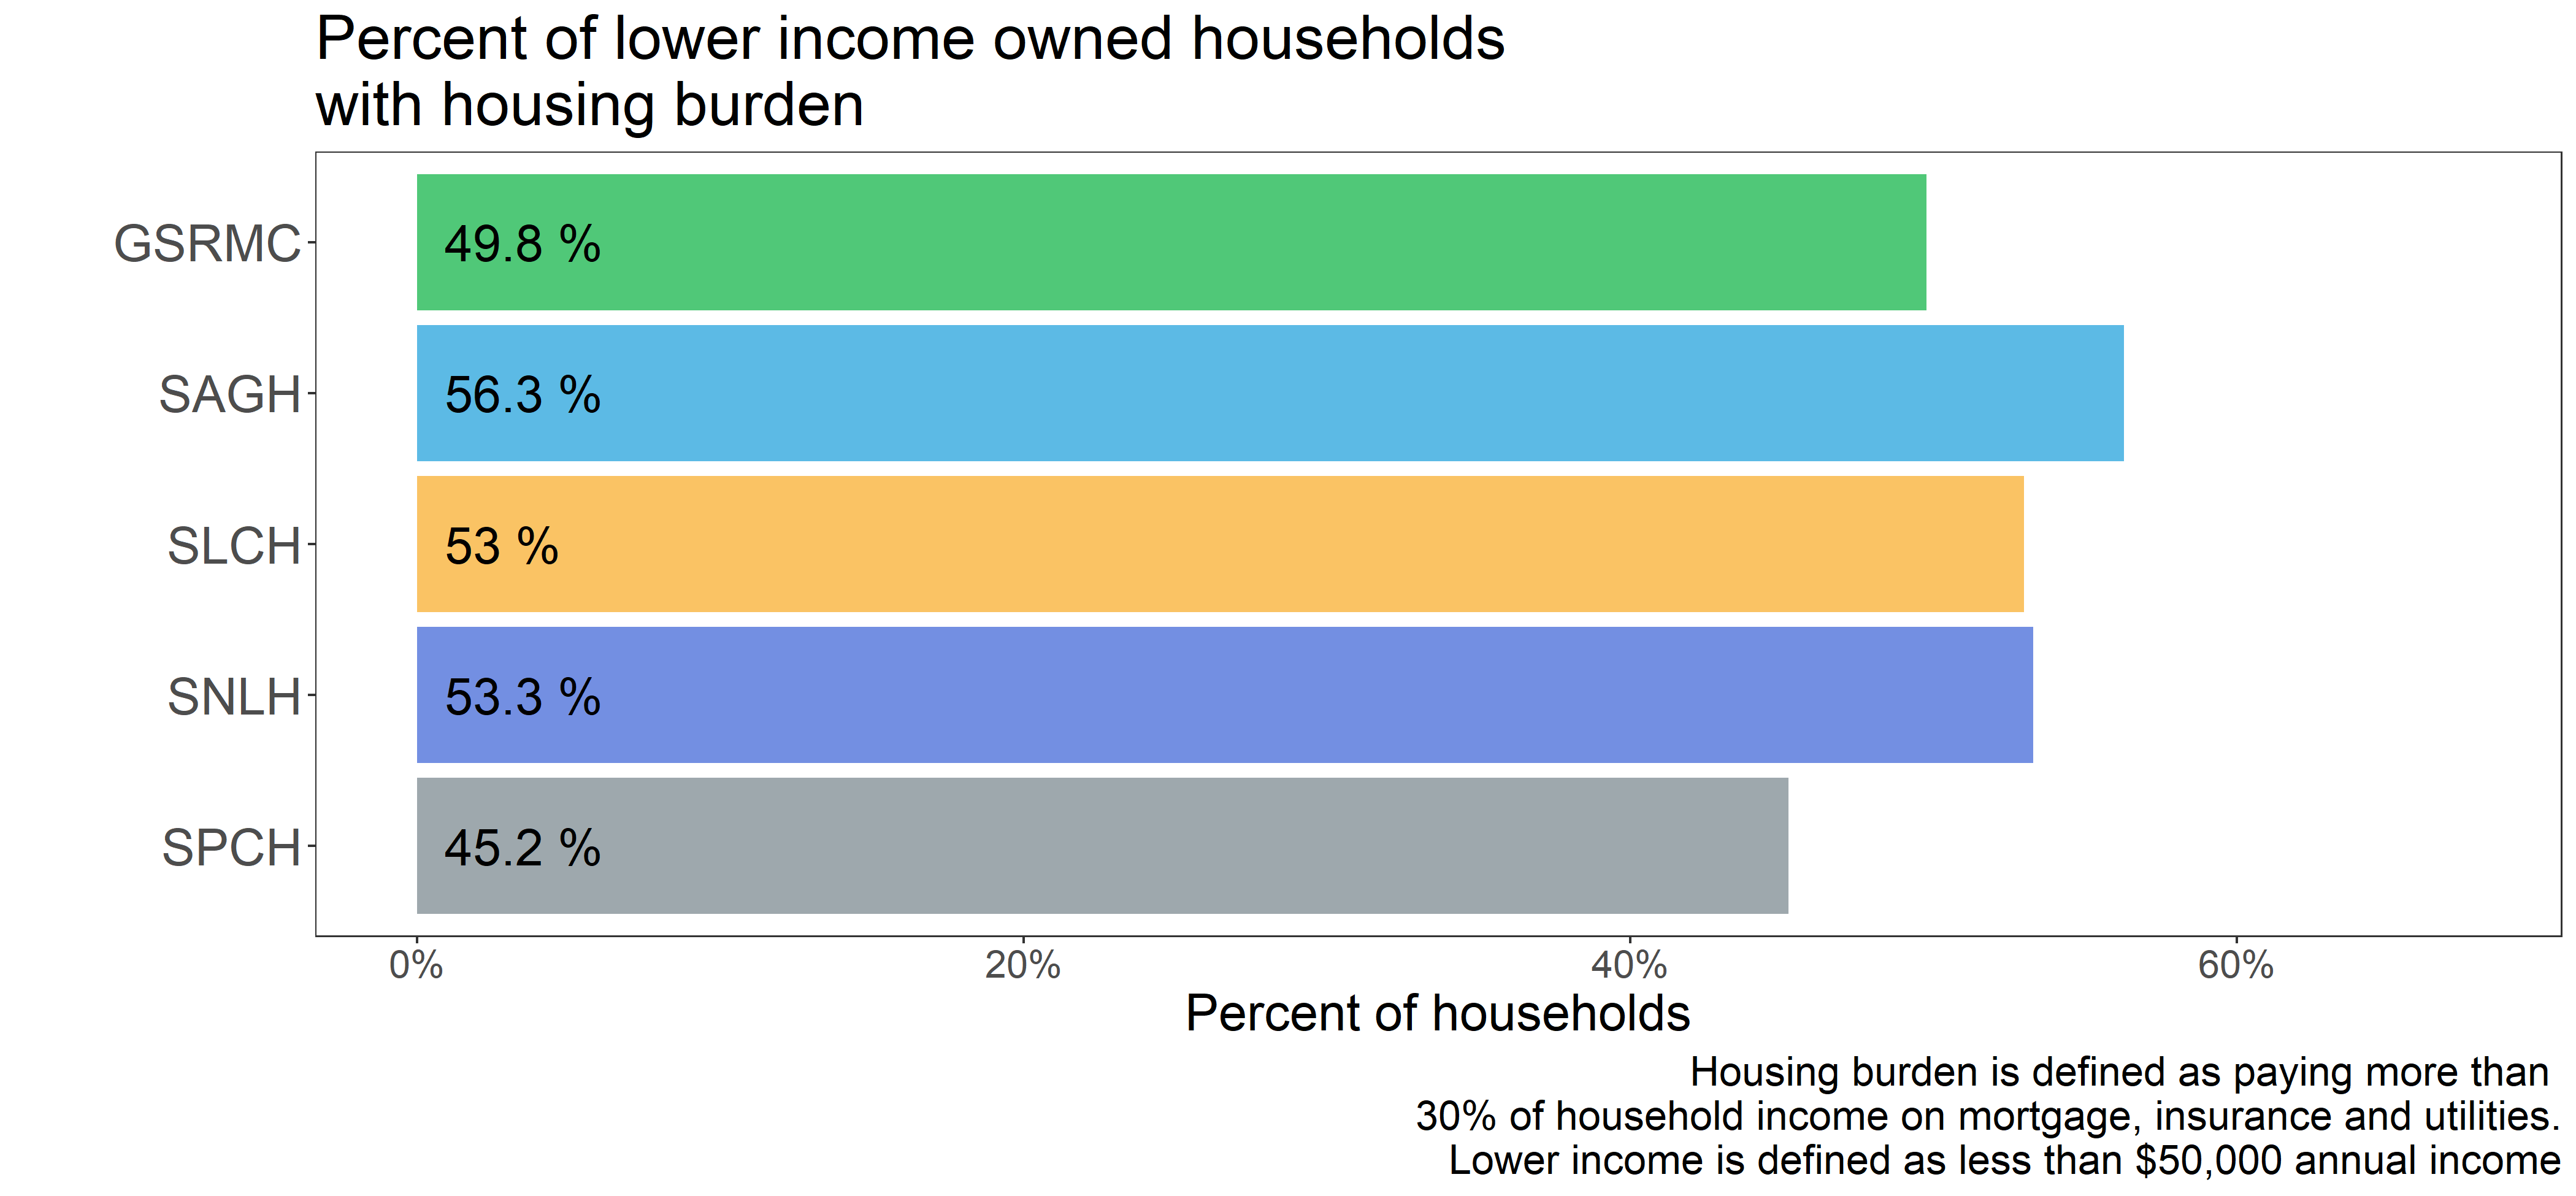 Percent of lower income owned households
with housing burden
GSRMC
49.8 %
SAGH
56.3 %
SLCH
53 %
SNLH
53.3 %
SPCH
45.2 %
0%
20%
40%
60%
Percent of households
Housing burden is defined as paying more than
30% of household income on mortgage, insurance and utilities.
Lower income is defined as less than $50,000 annual income